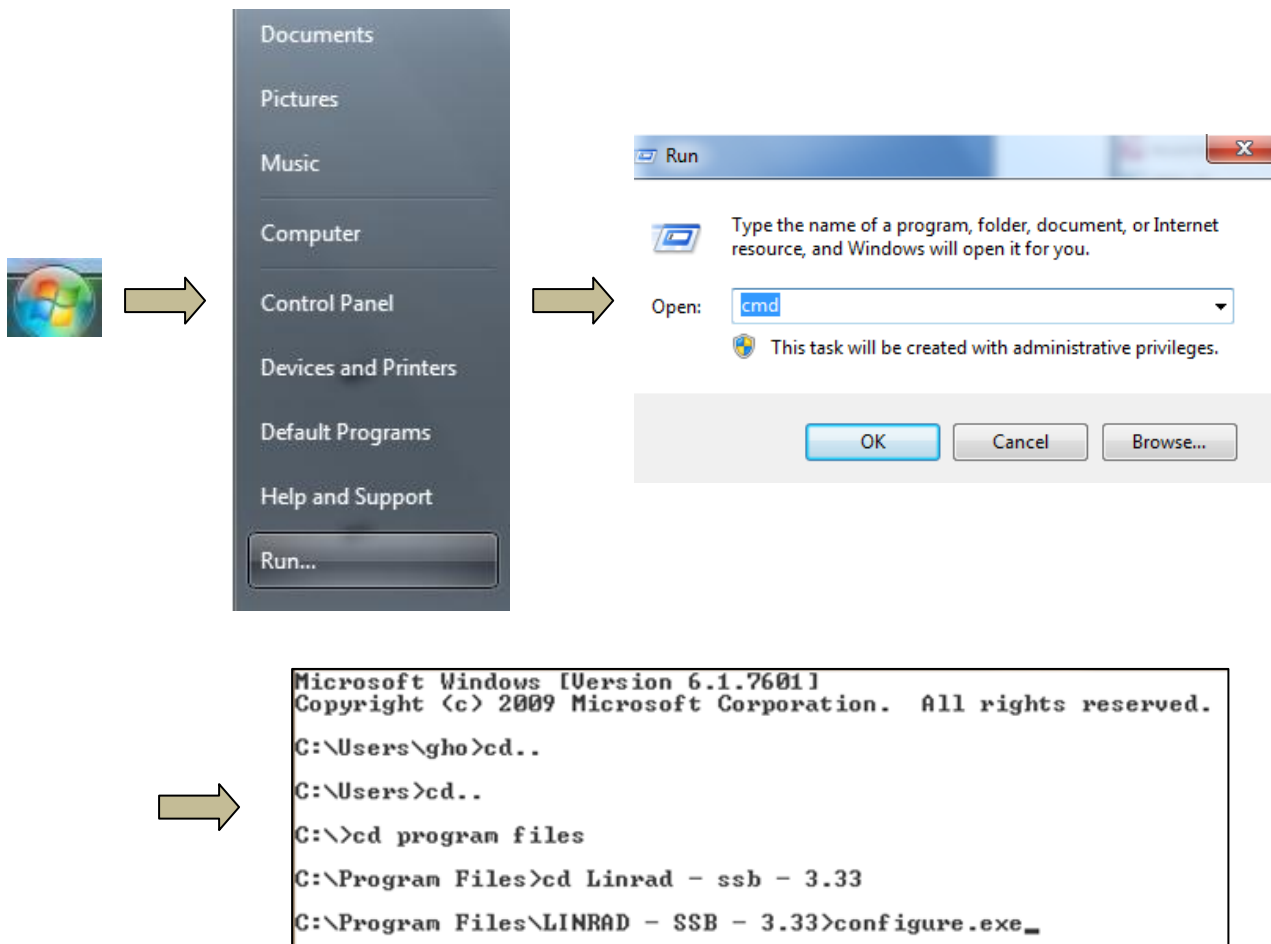 Documents
Pictures
Music
Computer
Control Panel
Devices and Printers
Default Programs
Help and Support
Run...
Run
Type the name of a program, folder, document, or Internet
resource, and Windows will open it for you.
Open: cmd
This task will be created with administrative privileges.
OK Cancel Browse...
Microsoft Windows [Version 6.1.7601]
Copyright (c) 2009 Microsoft Corporation.  All rights reserved.
C:\Users\gho>cd..
C:\Users>cd..
C:\>cd program files
C:\Program Files>cd Linrad - ssb - 3.33
C:\Program Files\LINRAD - SSB - 3.33>configure.exe_